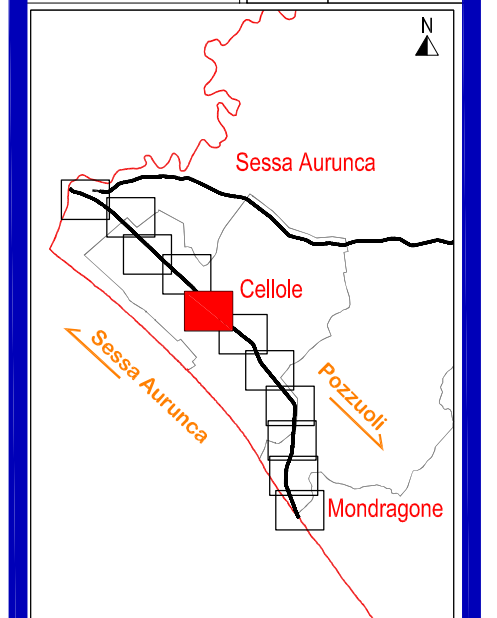 N
Sessa Aurunca
Cellole
Sessa Aurunca
Pozzuoli
Mondragone